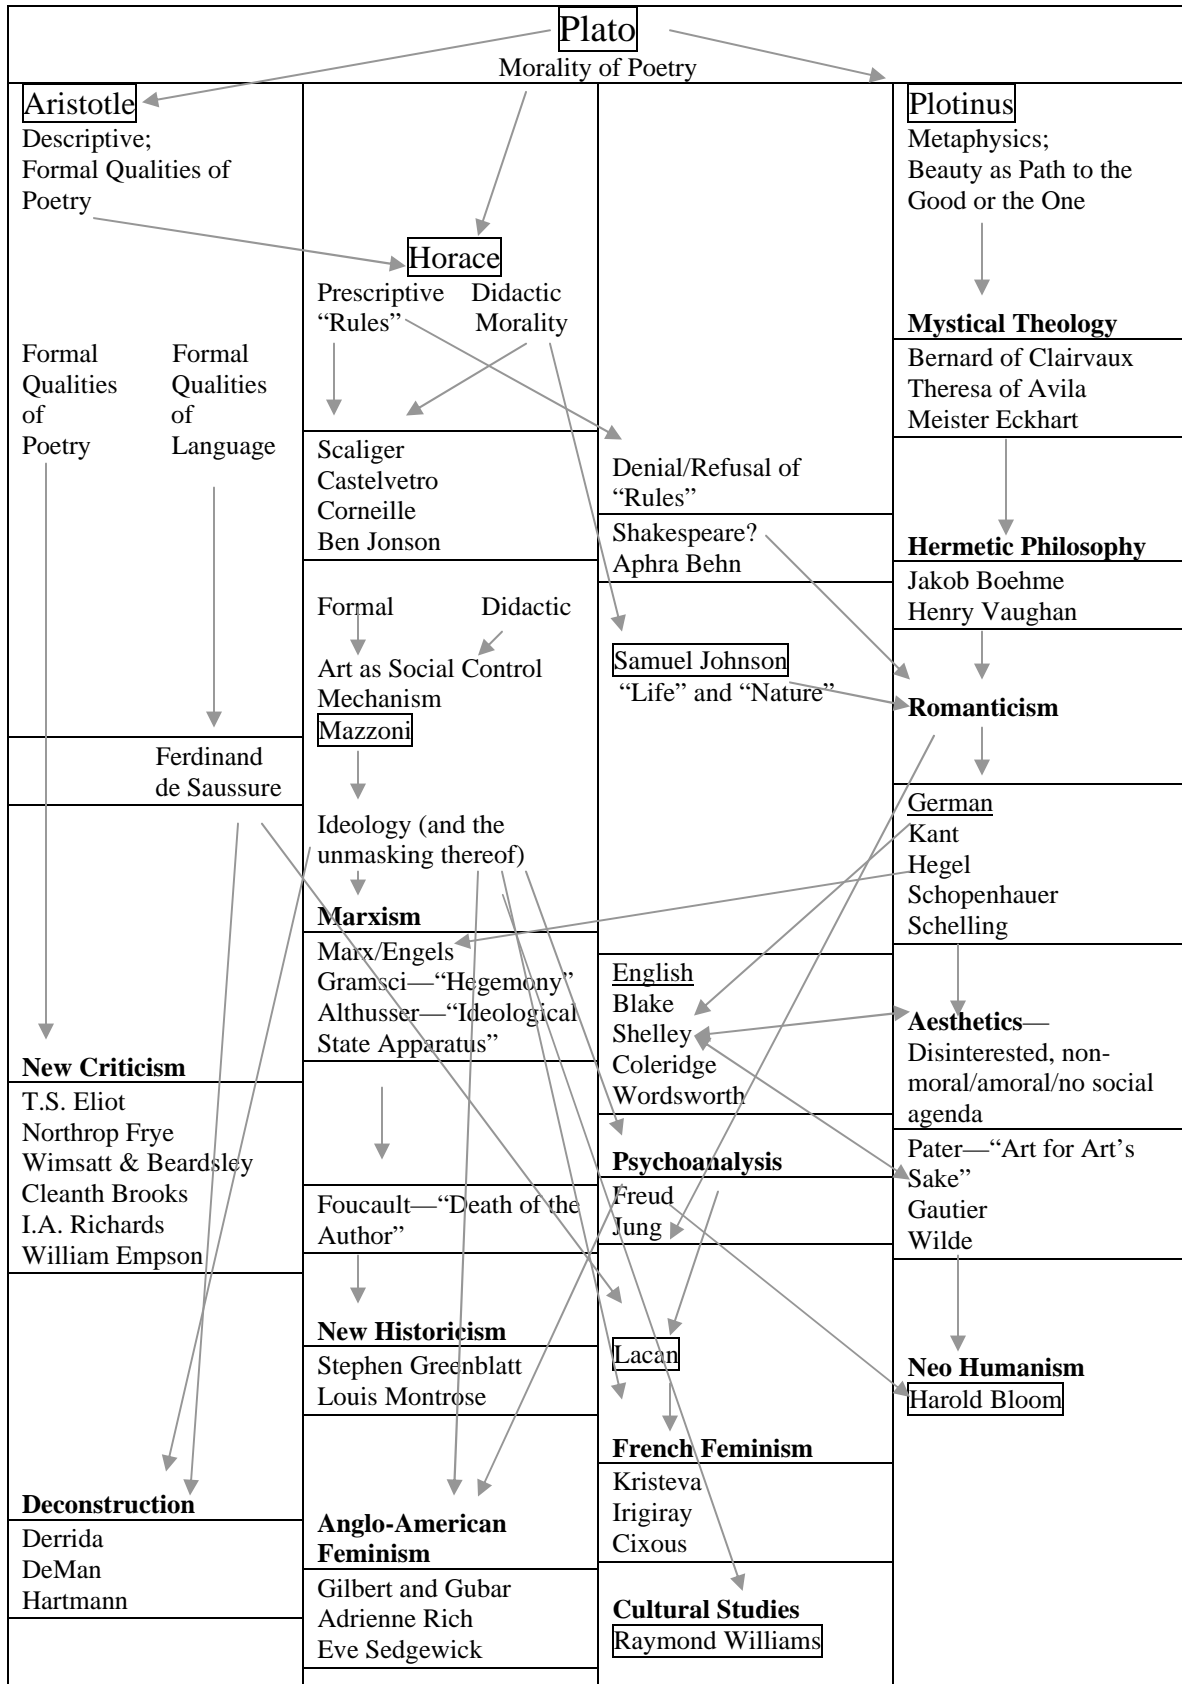 Plato
Morality of Poetry
Aristotle
Descriptive;
Formal Qualities of
Poetry
Formal
Qualities
of
Poetry
Formal
Qualities
of
Language
Ferdinand
de Saussure
New Criticism
T.S. Eliot
Northrop Frye
Wimsatt & Beardsley
Cleanth Brooks
I.A. Richards
William Empson
Deconstruction
Derrida
DeMan
Hartmann
Horace
Prescriptive
“Rules”
Didactic
Morality
Scaliger
Castelvetro
Corneille
Ben Jonson
Formal
Didactic
Art as Social Control
Mechanism
Mazzoni
Ideology (and the
unmasking thereof)
Marxism
Marx/Engels
Gramsci—“Hegemony”
Althusser—“Ideological
State Apparatus”
Foucault—“Death of the
Author”
New Historicism
Stephen Greenblatt
Louis Montrose
Anglo-American
Feminism
Gilbert and Gubar
Adrienne Rich
Eve Sedgewick
Denial/Refusal of
“Rules”
Shakespeare?
Aphra Behn
Samuel Johnson
“Life” and “Nature”
English
Blake
Shelley
Coleridge
Wordsworth
Psychoanalysis
Freud
Jung
Lacan
French Feminism
Kristeva
Irigiray
Cixous
Cultural Studies
Raymond Williams
Plotinus
Metaphysics;
Beauty as Path to the
Good or the One
Mystical Theology
Bernard of Clairvaux
Theresa of Avila
Meister Eckhart
Hermetic Philosophy
Jakob Boehme
Henry Vaughan
Romanticism
German
Kant
Hegel
Schopenhauer
Schelling
Aesthetics—
Disinterested, non-
moral/amoral/no social
agenda
Pater—“Art for Art’s
Sake”
Gautier
Wilde
Neo Humanism
Harold Bloom